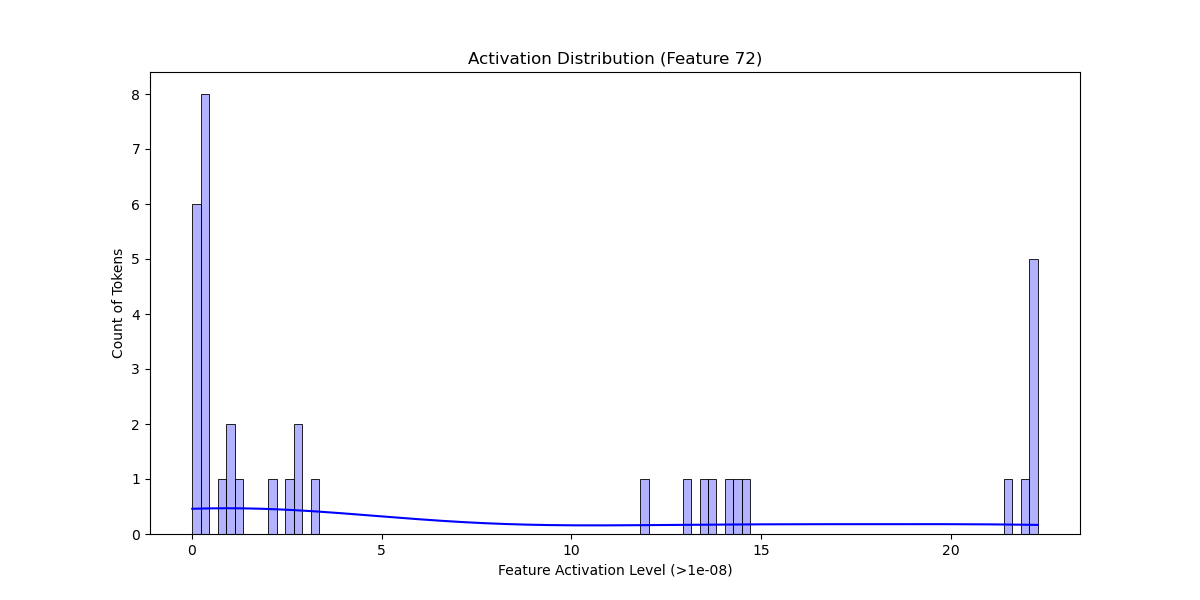 Activation Distribution (Feature 72)
8
7
6
5
4
3
2
1
0
Count of Tokens
0 5 10 15 20
Feature Activation Level (>1e-08)